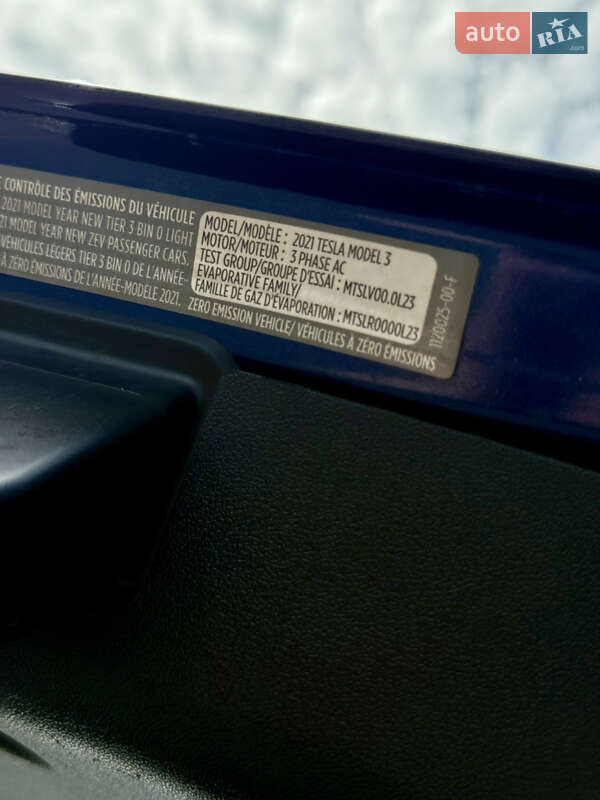 auto RIA .com
E CONTRÔLE DES ÉMISSIONS DU VÉHICULE
2021 MODEL YEAR NEW TIER 3 BIN 0 LIGHT
21 MODEL YEAR NEW ZEV PASSENGER CARS.
VÉHICULES LÉGERS TIER 3 BIN 0 DE L'ANNÉE-
À ZÉRO ÉMISSIONS DE L'ANNÉE-MODÈLE 2021.
MODEL/MODÈLE : 2021 TESLA MODEL 3
MOTOR/MOTEUR : 3 PHASE AC
TEST GROUP/GROUPE D'ESSAI : MTSLV00.0L23
EVAPORATIVE FAMILY/
FAMILLE DE GAZ D'ÉVAPORATION : MTSLR0000L23
ZERO EMISSION VEHICLE/ VÉHICULES À ZÉRO ÉMISSIONS
1120025-00-F